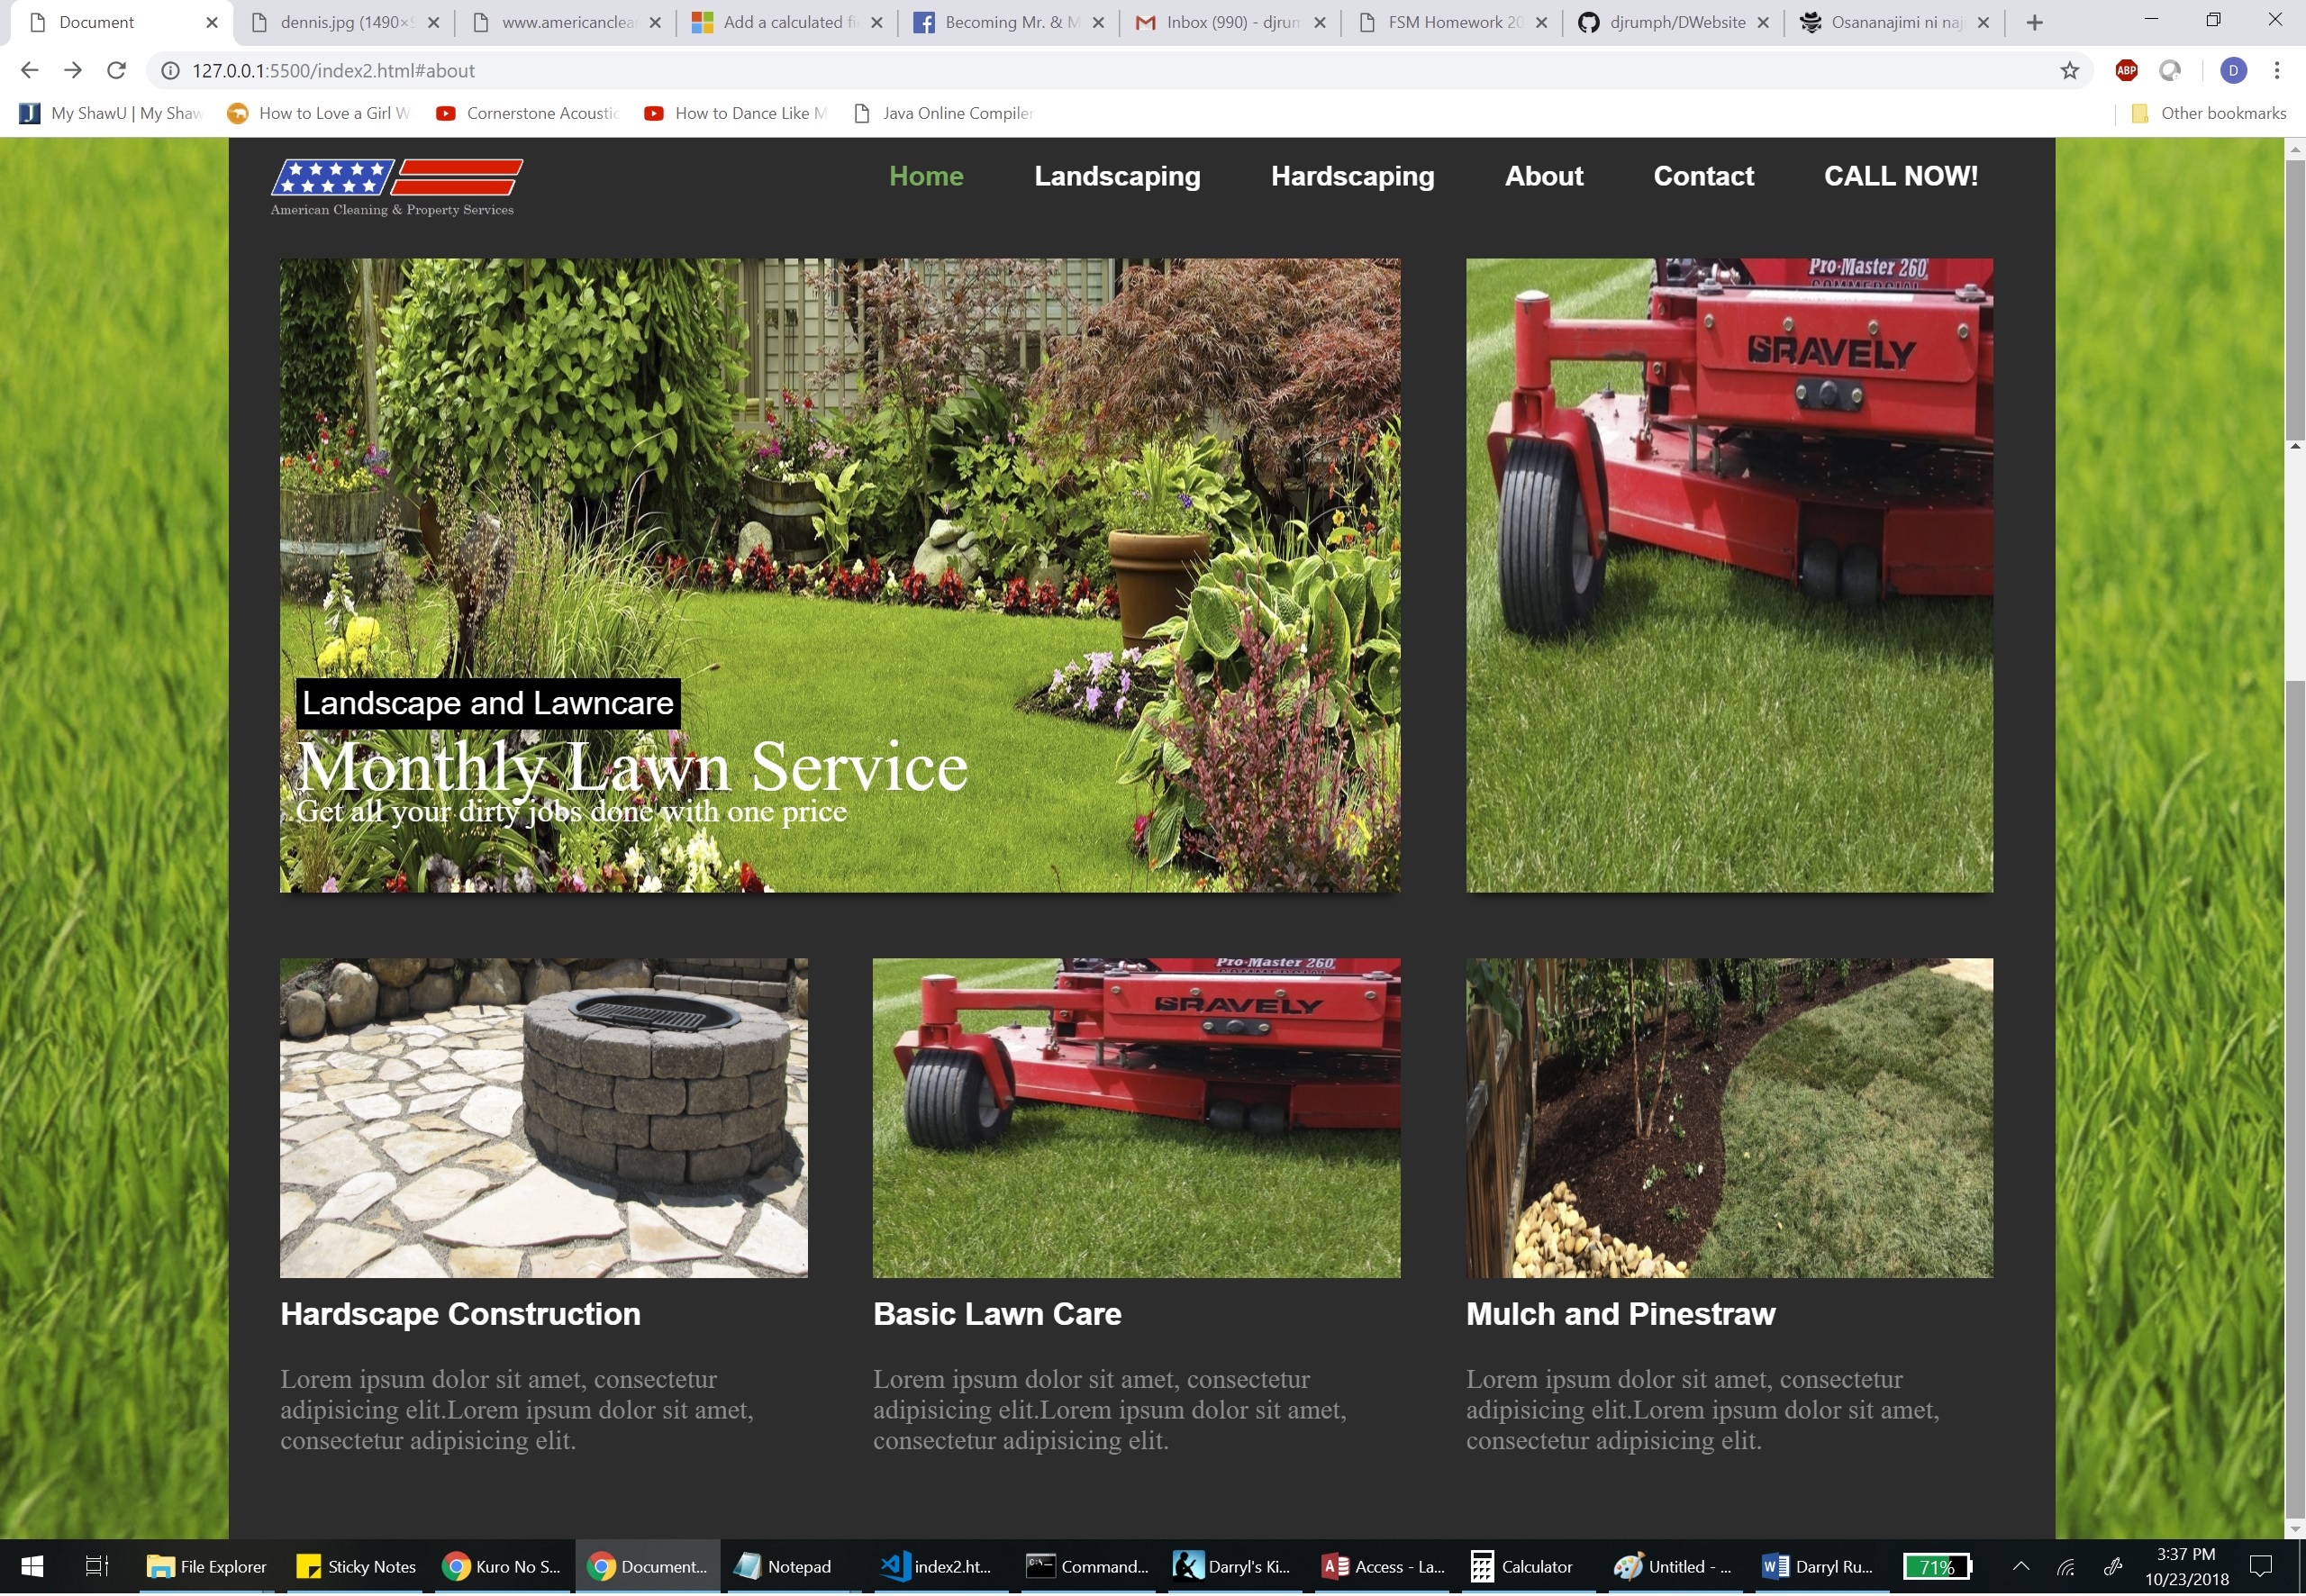 Document
dennis.jpg (1490×9
www.americanclea
Add a calculated fi
Becoming Mr. & M
Inbox (990) - djrum
FSM Homework 20
djrumph/DWebsite
Osananajimi ni naj
127.0.0.1:5500/index2.html#about
ABP
D
My ShawU | My Shaw
How to Love a Girl W
Cornerstone Acoustic
How to Dance Like M
Java Online Compiler
Other bookmarks
American Cleaning & Property Services
Home
Landscaping
Hardscaping
About
Contact
CALL NOW!
Pro·Master 260
COMMERCIAL
GRAVELY
Landscape and Lawncare
Monthly Lawn Service
Get all your dirty jobs done with one price
Pro·Master 260
GRAVELY
Hardscape Construction
Basic Lawn Care
Mulch and Pinestraw
Lorem ipsum dolor sit amet, consectetur
adipisicing elit.Lorem ipsum dolor sit amet,
consectetur adipisicing elit.
Lorem ipsum dolor sit amet, consectetur
adipisicing elit.Lorem ipsum dolor sit amet,
consectetur adipisicing elit.
Lorem ipsum dolor sit amet, consectetur
adipisicing elit.Lorem ipsum dolor sit amet,
consectetur adipisicing elit.
File Explorer
Sticky Notes
Kuro No S...
Document...
Notepad
index2.ht...
Command...
Darryl's Ki...
Access - La...
Calculator
Untitled - ...
Darryl Ru...
71%
3:37 PM
10/23/2018